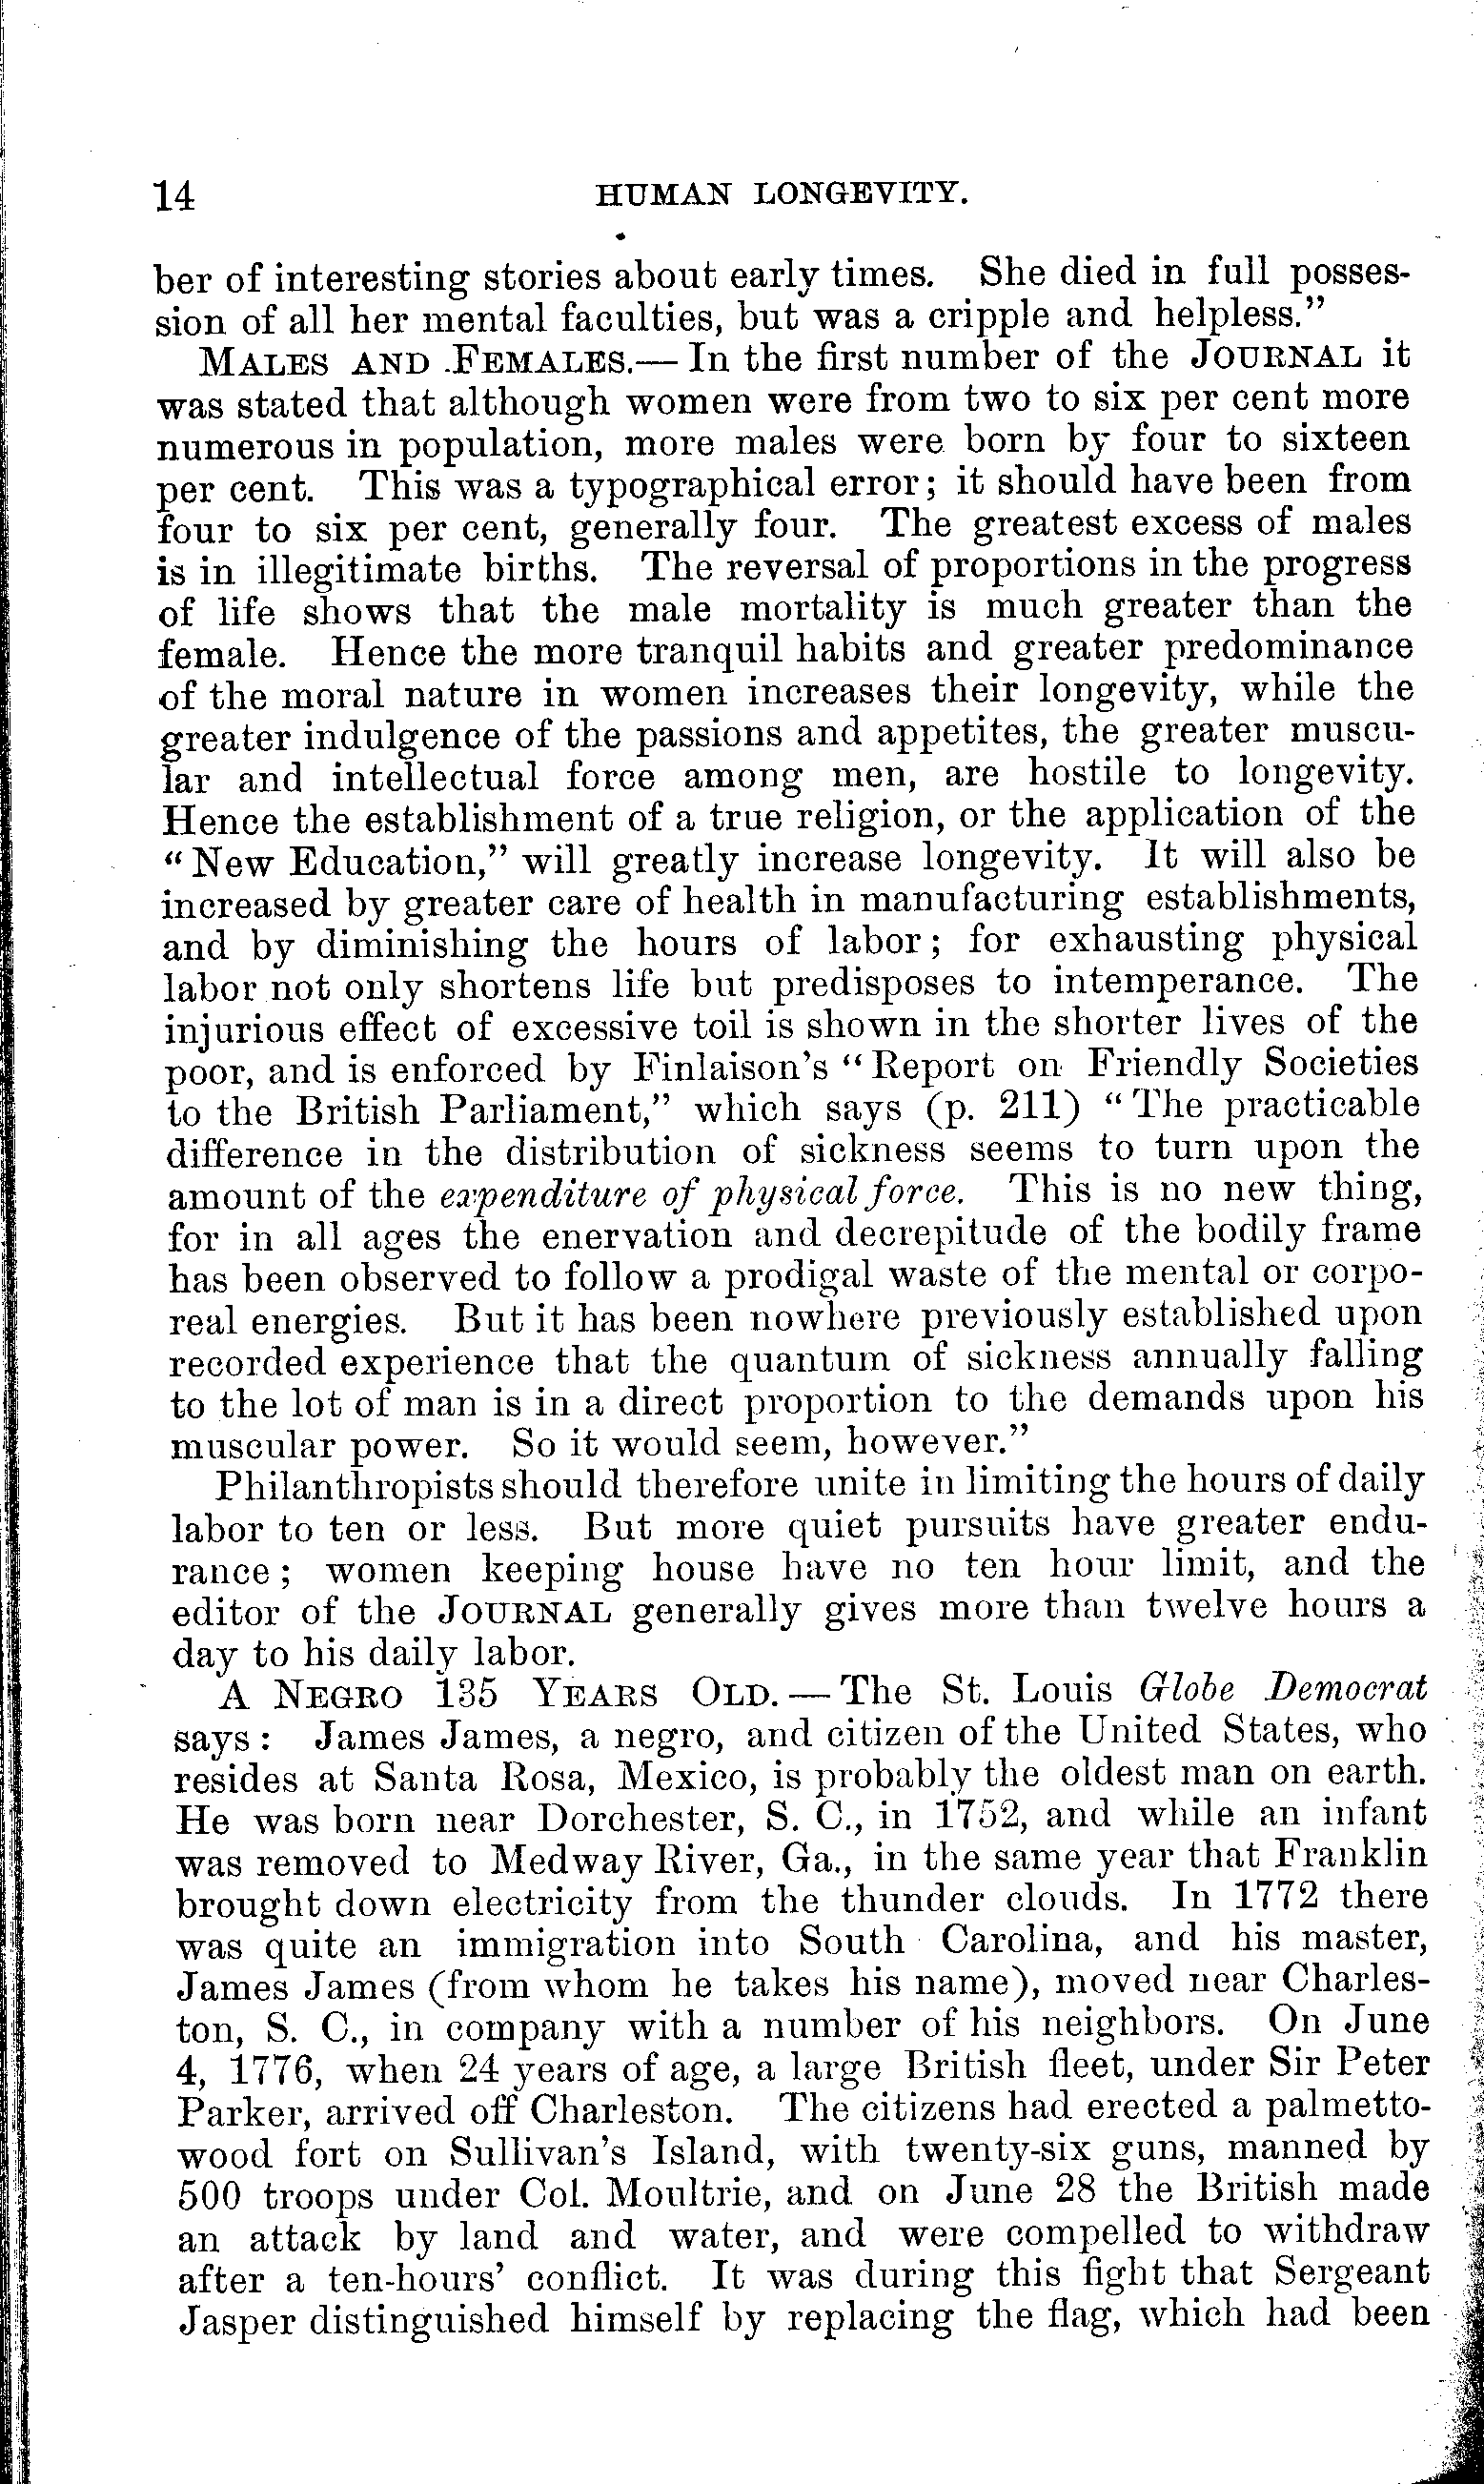 14 HUMAN LONGEVITY.
ber of interesting stories about early times. She died in full posses-
sion of all her mental faculties, but was a cripple and helpless."
MALES AND FEMALES.— In the first number of the JOURNAL it
was stated that although women were from two to six per cent more
numerous in population, more males were born by four to sixteen
per cent. This was a typographical error; it should have been from
four to six per cent, generally four. The greatest excess of males
is in illegitimate births. The reversal of proportions in the progress
of life shows that the male mortality is much greater than the
female. Hence the more tranquil habits and greater predominance
of the moral nature in women increases their longevity, while the
greater indulgence of the passions and appetites, the greater muscu-
lar and intellectual force among men, are hostile to longevity.
Hence the establishment of a true religion, or the application of the
"New Education," will greatly increase longevity. It will also be
increased by greater care of health in manufacturing establishments,
and by diminishing the hours of labor; for exhausting physical
labor not only shortens life but predisposes to intemperance. The
injurious effect of excessive toil is shown in the shorter lives of the
poor, and is enforced by Finlaison's "Report on Friendly Societies
to the British Parliament," which says (p. 211) "The practicable
difference in the distribution of sickness seems to turn upon the
amount of the expenditure of physical force. This is no new thing,
for in all ages the enervation and decrepitude of the bodily frame
has been observed to follow a prodigal waste of the mental or corpo-
real energies. But it has been nowhere previously established upon
recorded experience that the quantum of sickness annually falling
to the lot of man is in a direct proportion to the demands upon his
muscular power. So it would seem, however."
Philanthropists should therefore unite in limiting the hours of daily
labor to ten or less. But more quiet pursuits have greater endu-
rance; women keeping house have no ten hour limit, and the
editor of the JOURNAL generally gives more than twelve hours a
day to his daily labor.
A NEGRO 135 YEARS OLD.— The St. Louis Globe Democrat
says: James James, a negro, and citizen of the United States, who
resides at Santa Rosa, Mexico, is probably the oldest man on earth.
He was born near Dorchester, S. C., in 1752, and while an infant
was removed to Medway River, Ga., in the same year that Franklin
brought down electricity from the thunder clouds. In 1772 there
was quite an immigration into South Carolina, and his master,
James James (from whom he takes his name), moved near Charles-
ton, S. C., in company with a number of his neighbors. On June
4, 1776, when 24 years of age, a large British fleet, under Sir Peter
Parker, arrived off Charleston. The citizens had erected a palmetto-
wood fort on Sullivan's Island, with twenty-six guns, manned by
500 troops under Col. Moultrie, and on June 28 the British made
an attack by land and water, and were compelled to withdraw
after a ten-hours' conflict. It was during this fight that Sergeant
Jasper distinguished himself by replacing the flag, which had been